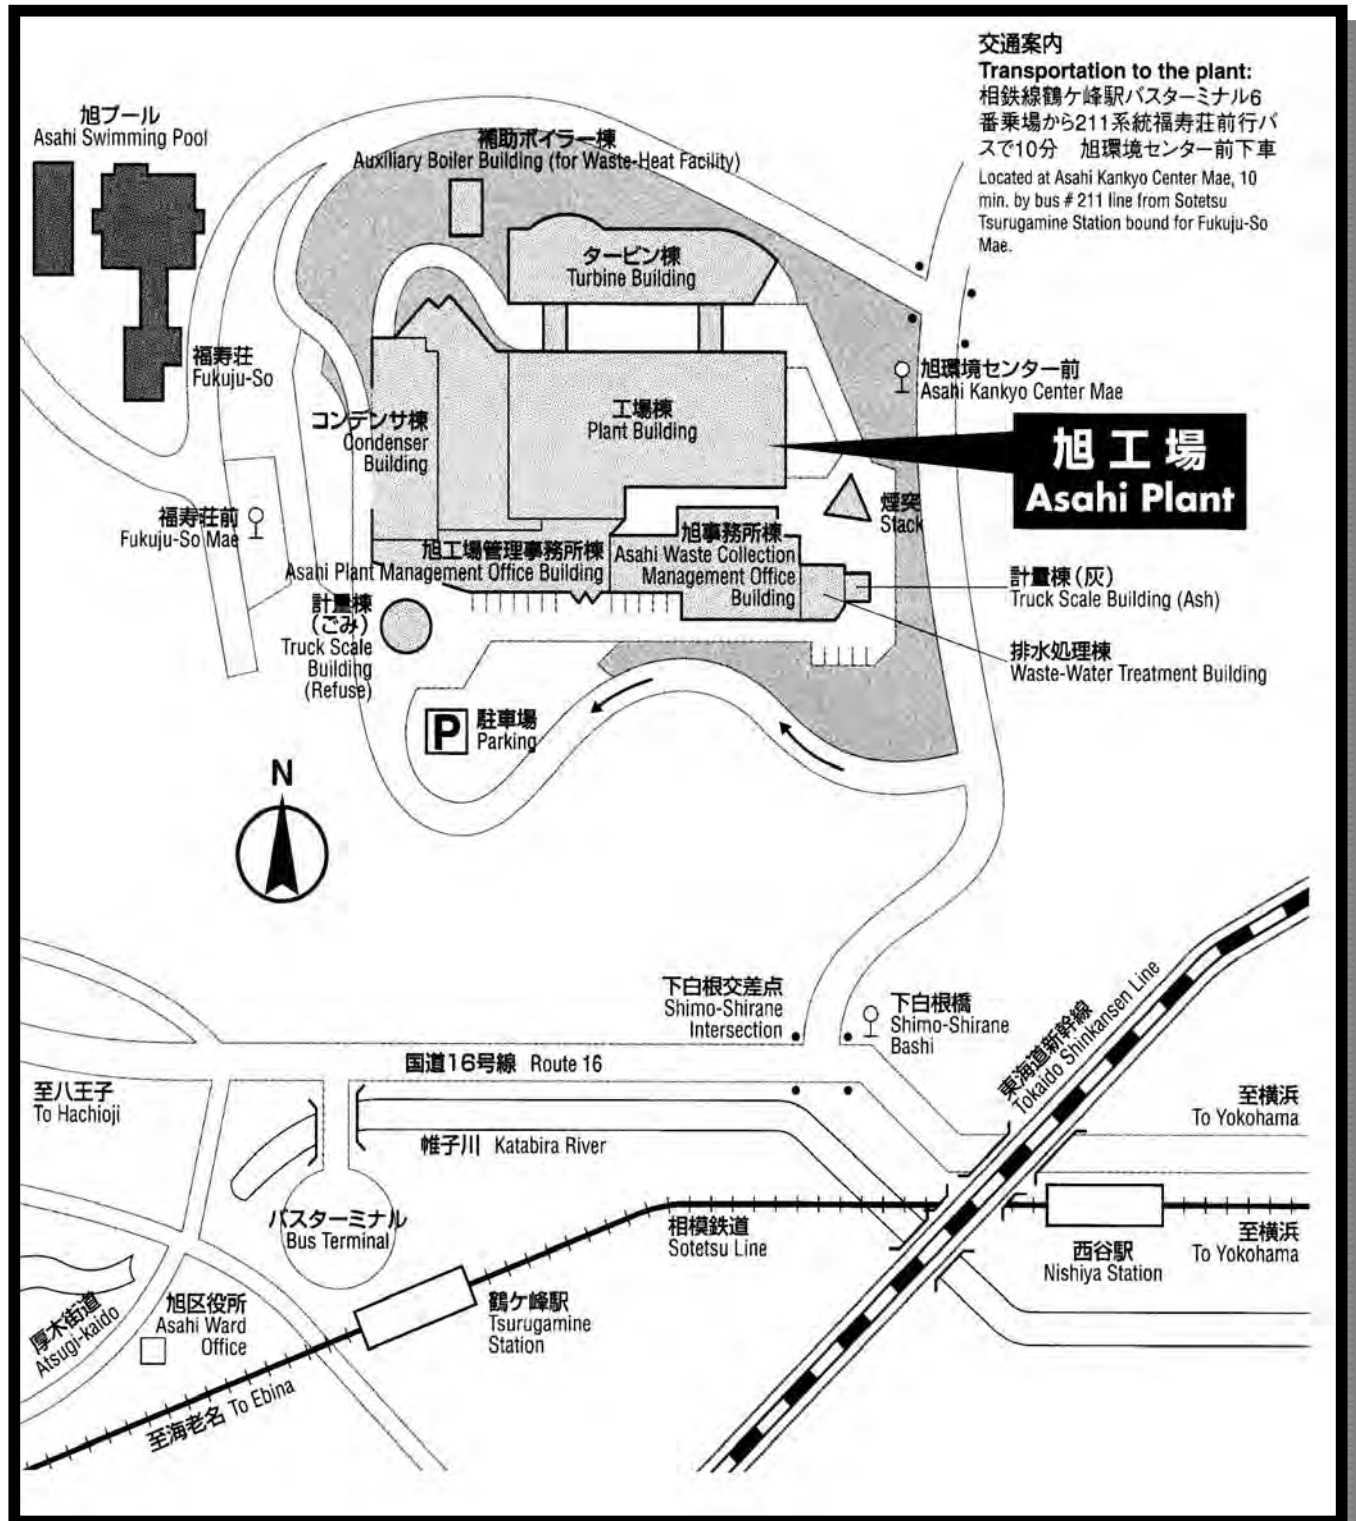 交通案内
Transportation to the plant:
相鉄線鶴ケ峰駅バスターミナル6
番乗場から211系統福寿荘前行バ
スで10分　旭環境センター前下車
Located at Asahi Kankyo Center Mae, 10
min. by bus # 211 line from Sotetsu
Tsurugamine Station bound for Fukuju-So
Mae.
旭プール
Asahi Swimming Pool
補助ボイラー棟
Auxiliary Boiler Building (for Waste-Heat Facility)
タービン棟
Turbine Building
福寿荘
Fukuju-So
旭環境センター前
Asahi Kankyo Center Mae
コンデンサ棟
Condenser
Building
工場棟
Plant Building
旭工場
Asahi Plant
煙突
Stack
福寿荘前
Fukuju-So Mae
旭工場管理事務所棟
Asahi Plant Management Office Building
旭事務所棟
Asahi Waste Collection
Management Office
Building
計量棟(灰)
Truck Scale Building (Ash)
計量棟
(ごみ)
Truck Scale
Building
(Refuse)
排水処理棟
Waste-Water Treatment Building
P
駐車場
Parking
N
下白根交差点
Shimo-Shirane
Intersection
下白根橋
Shimo-Shirane
Bashi
東海道新幹線
Tokaido Shinkansen Line
国道16号線 Route 16
至八王子
To Hachioji
至横浜
To Yokohama
帷子川 Katabira River
バスターミナル
Bus Terminal
相模鉄道
Sotetsu Line
西谷駅
Nishiya Station
至横浜
To Yokohama
厚木街道
Atsugi-kaido
旭区役所
Asahi Ward
Office
鶴ケ峰駅
Tsurugamine
Station
至海老名 To Ebina